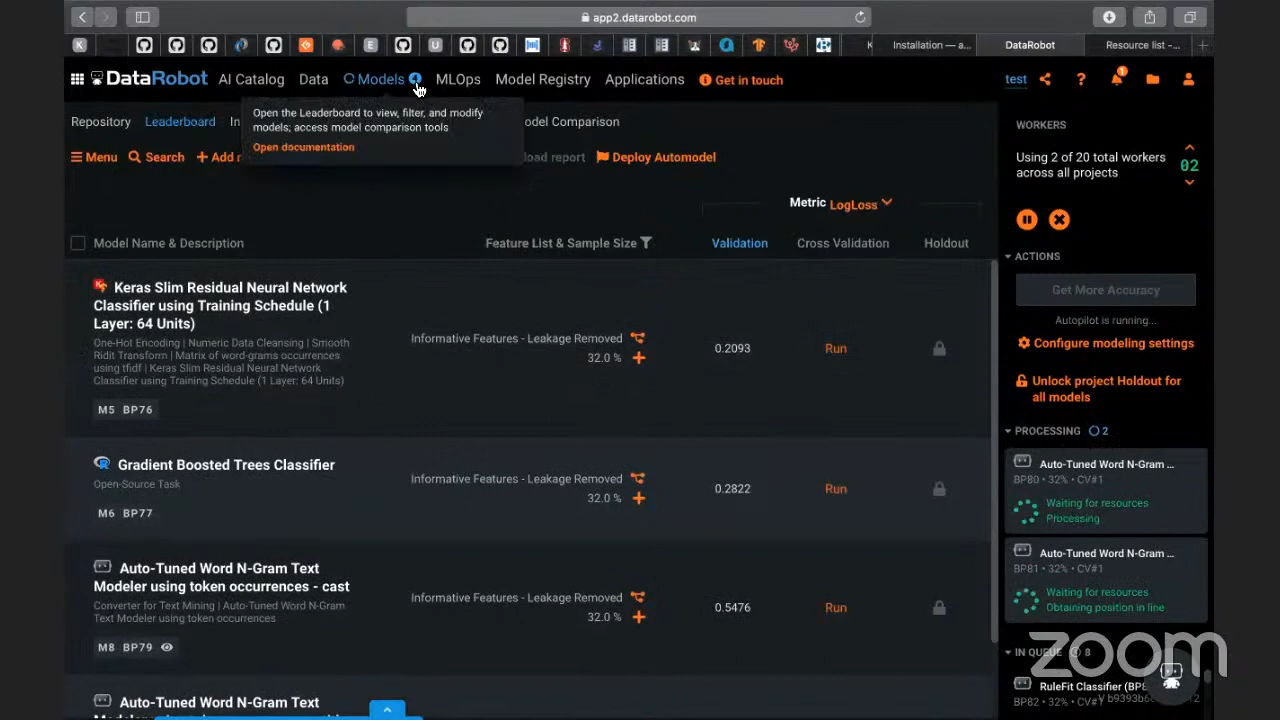 app2.datarobot.com
Installation — a...
DataRobot
Resource list -...
DataRobot AI Catalog Data Models 4 MLOps Model Registry Applications Get in touch test 1
Open the Leaderboard to view, filter, and modify
models; access model comparison tools
Open documentation
Repository Leaderboard In odel Comparison
Menu Search Add oad report Deploy Automodel
Metric LogLoss
Model Name & Description Feature List & Sample Size Validation Cross Validation Holdout
Keras Slim Residual Neural Network
Classifier using Training Schedule (1
Layer: 64 Units)
One-Hot Encoding | Numeric Data Cleansing | Smooth
Ridit Transform | Matrix of word-grams occurrences
using tfidf | Keras Slim Residual Neural Network
Classifier using Training Schedule (1 Layer: 64 Units)
M5 BP76
Informative Features - Leakage Removed
32.0 %
0.2093
Run
Gradient Boosted Trees Classifier
Open-Source Task
M6 BP77
Informative Features - Leakage Removed
32.0 %
0.2822
Run
Auto-Tuned Word N-Gram Text
Modeler using token occurrences - cast
Converter for Text Mining | Auto-Tuned Word N-Gram
Text Modeler using token occurrences
M8 BP79
Informative Features - Leakage Removed
32.0 %
0.5476
Run
Auto-Tuned Word N-Gram Text
WORKERS
Using 2 of 20 total workers
across all projects
02
ACTIONS
Get More Accuracy
Autopilot is running...
Configure modeling settings
Unlock project Holdout for
all models
PROCESSING 2
Auto-Tuned Word N-Gram ...
BP80 • 32% • CV#1
Waiting for resources
Processing
Auto-Tuned Word N-Gram ...
BP81 • 32% • CV#1
Waiting for resources
Obtaining position in line
IN QUEUE 8
RuleFit Classifier (BP8
BP82 • 32% • CV#1
zoom